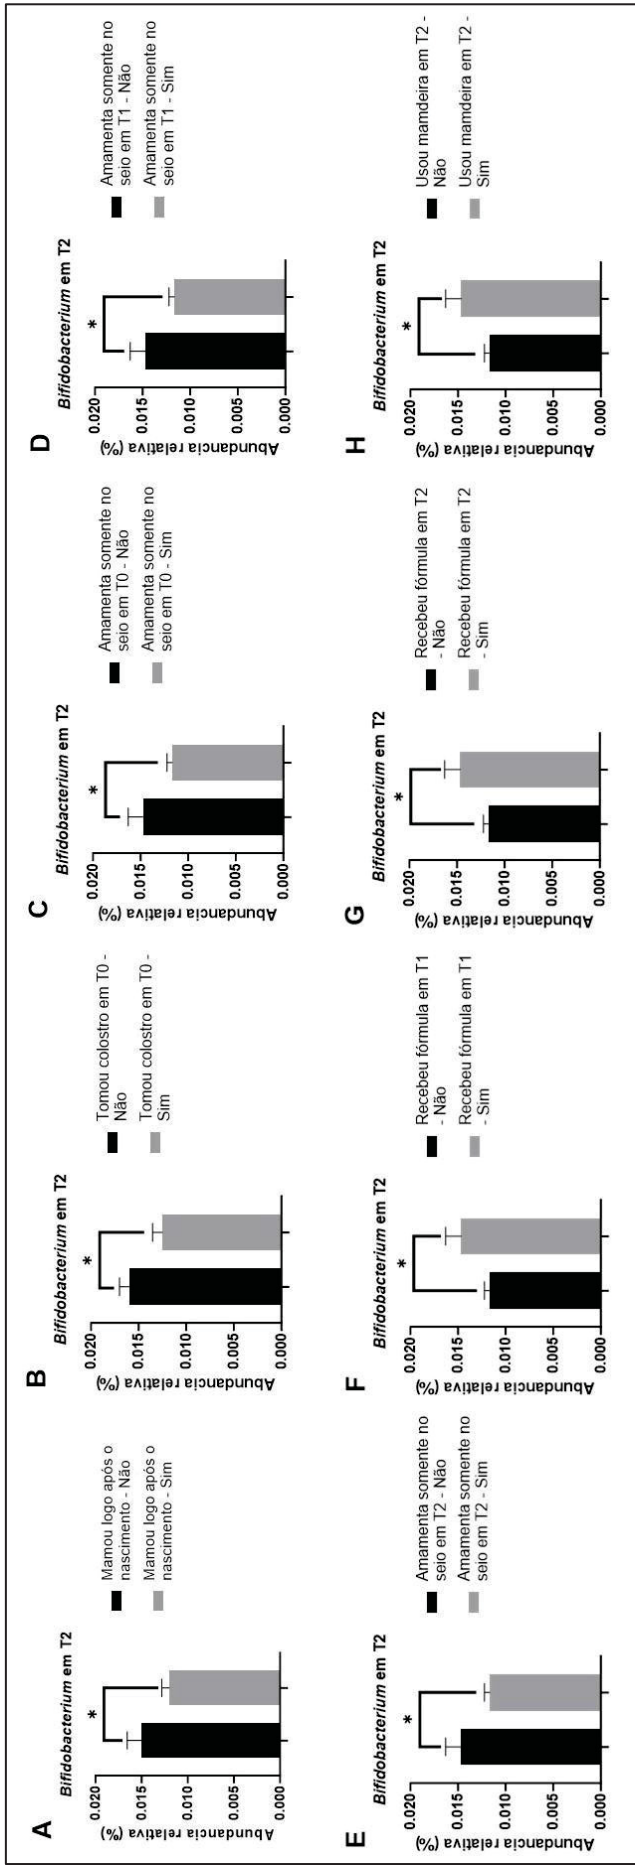 A
Bifidobacterium em T2
Abundancia relativa (%)
0.020
0.015
0.010
0.005
0.000
*
Mamou logo após o
nascimento - Não
Mamou logo após o
nascimento - Sim
B
Bifidobacterium em T2
Abundancia relativa (%)
0.020
0.015
0.010
0.005
0.000
*
Tomou colostro em T0 -
Não
Tomou colostro em T0 -
Sim
C
Bifidobacterium em T2
Abundancia relativa (%)
0.020
0.015
0.010
0.005
0.000
*
Amamenta somente no
seio em T0 - Não
Amamenta somente no
seio em T0 - Sim
D
Bifidobacterium em T2
Abundancia relativa (%)
0.020
0.015
0.010
0.005
0.000
*
Amamenta somente no
seio em T1 - Não
Amamenta somente no
seio em T1 - Sim
E
Bifidobacterium em T2
Abundancia relativa (%)
0.020
0.015
0.010
0.005
0.000
*
Amamenta somente no
seio em T2 - Não
Amamenta somente no
seio em T2 - Sim
F
Bifidobacterium em T2
Abundancia relativa (%)
0.020
0.015
0.010
0.005
0.000
*
Recebeu fórmula em T1
- Não
Recebeu fórmula em T1
- Sim
G
Bifidobacterium em T2
Abundancia relativa (%)
0.020
0.015
0.010
0.005
0.000
*
Recebeu fórmula em T2
- Não
Recebeu fórmula em T2
- Sim
H
Bifidobacterium em T2
Abundancia relativa (%)
0.020
0.015
0.010
0.005
0.000
*
Usou mamdeira em T2 -
Não
Usou mamdeira em T2 -
Sim